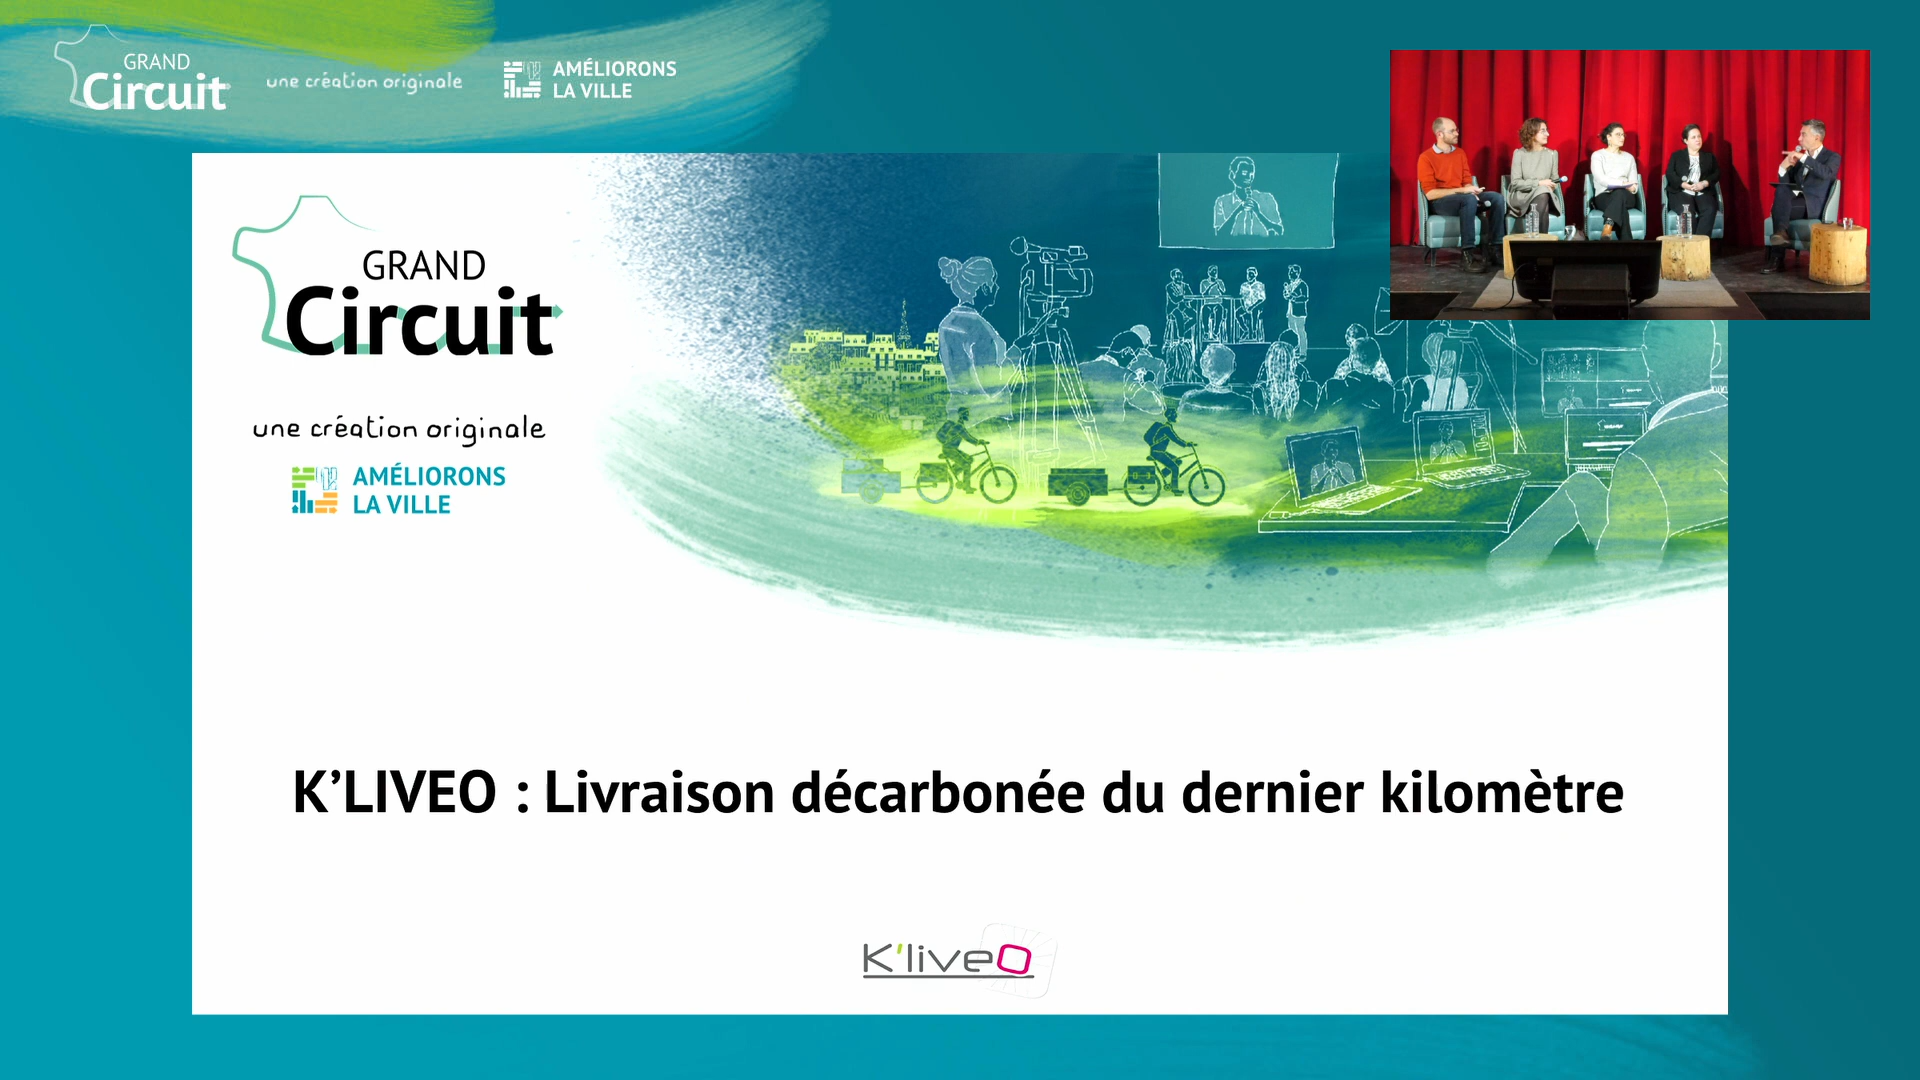 GRAND
Circuit
une création originale
AMÉLIORONS
LA VILLE
GRAND
Circuit
une création originale
AMÉLIORONS
LA VILLE
K’LIVEO : Livraison décarbonée du dernier kilomètre
K'liveO